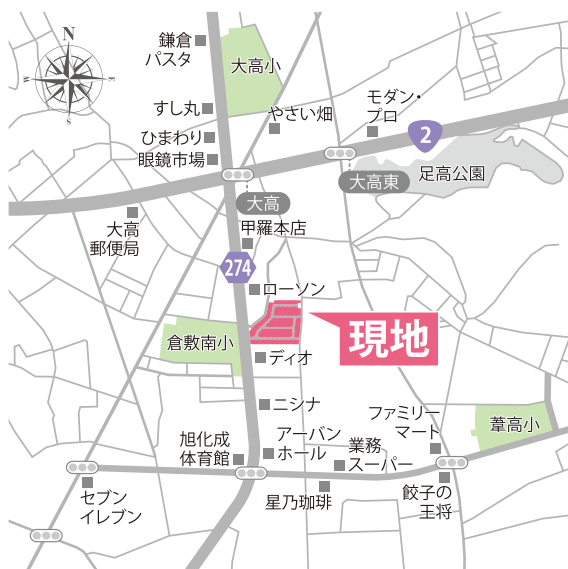 N
W
E
S
鎌倉
パスタ
大高小
すし丸
やさい畑
モダン・
プロ
ひまわり
眼鏡市場
2
足高公園
大高東
大高
大高
郵便局
甲羅本店
274
ローソン
現地
倉敷南小
ディオ
ニシナ
ファミリー
マート
葦高小
旭化成
体育館
アーバン
ホール
業務
スーパー
セブン
イレブン
星乃珈琲
餃子の
王将